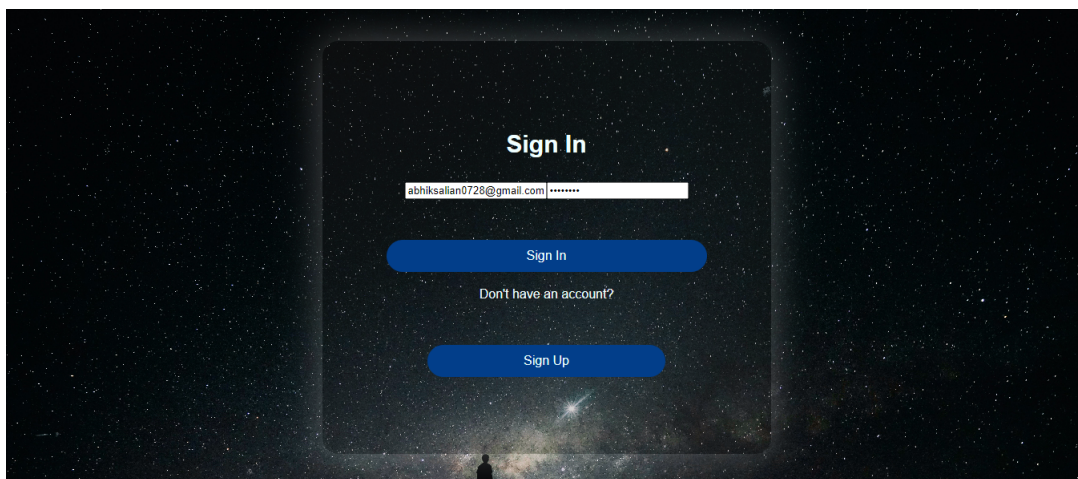 Sign In
abhiksalian0728@gmail.com ••••••••
Sign In
Don't have an account?
Sign Up